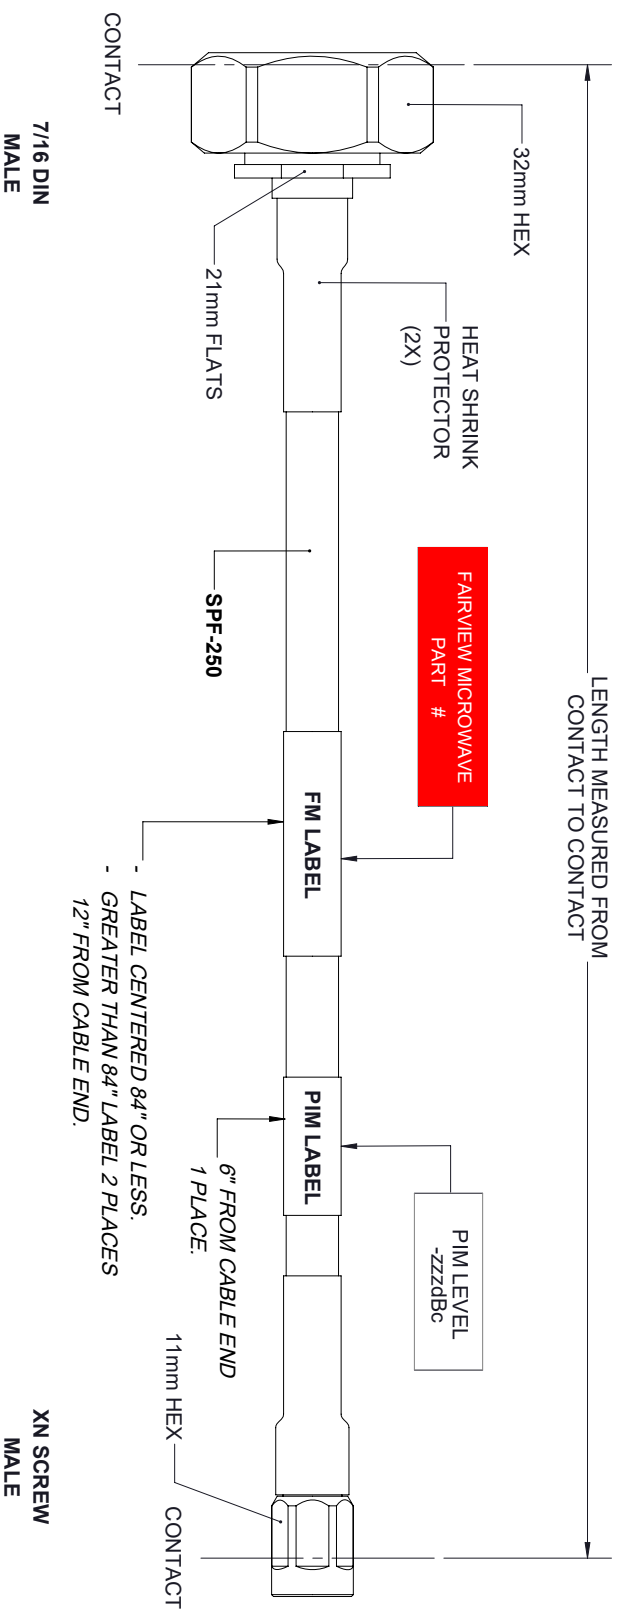 LENGTH MEASURED FROM
CONTACT TO CONTACT
32mm HEX
HEAT SHRINK
PROTECTOR
(2X)
FAIRVIEW MICROWAVE
PART #
PIM LEVEL
-zzzdBc
FM LABEL
PIM LABEL
CONTACT
21mm FLATS
SPF-250
6" FROM CABLE END
1 PLACE.
11mm HEX
CONTACT
- LABEL CENTERED 84" OR LESS.
- GREATER THAN 84" LABEL 2 PLACES
12" FROM CABLE END.
7/16 DIN
MALE
XN SCREW
MALE